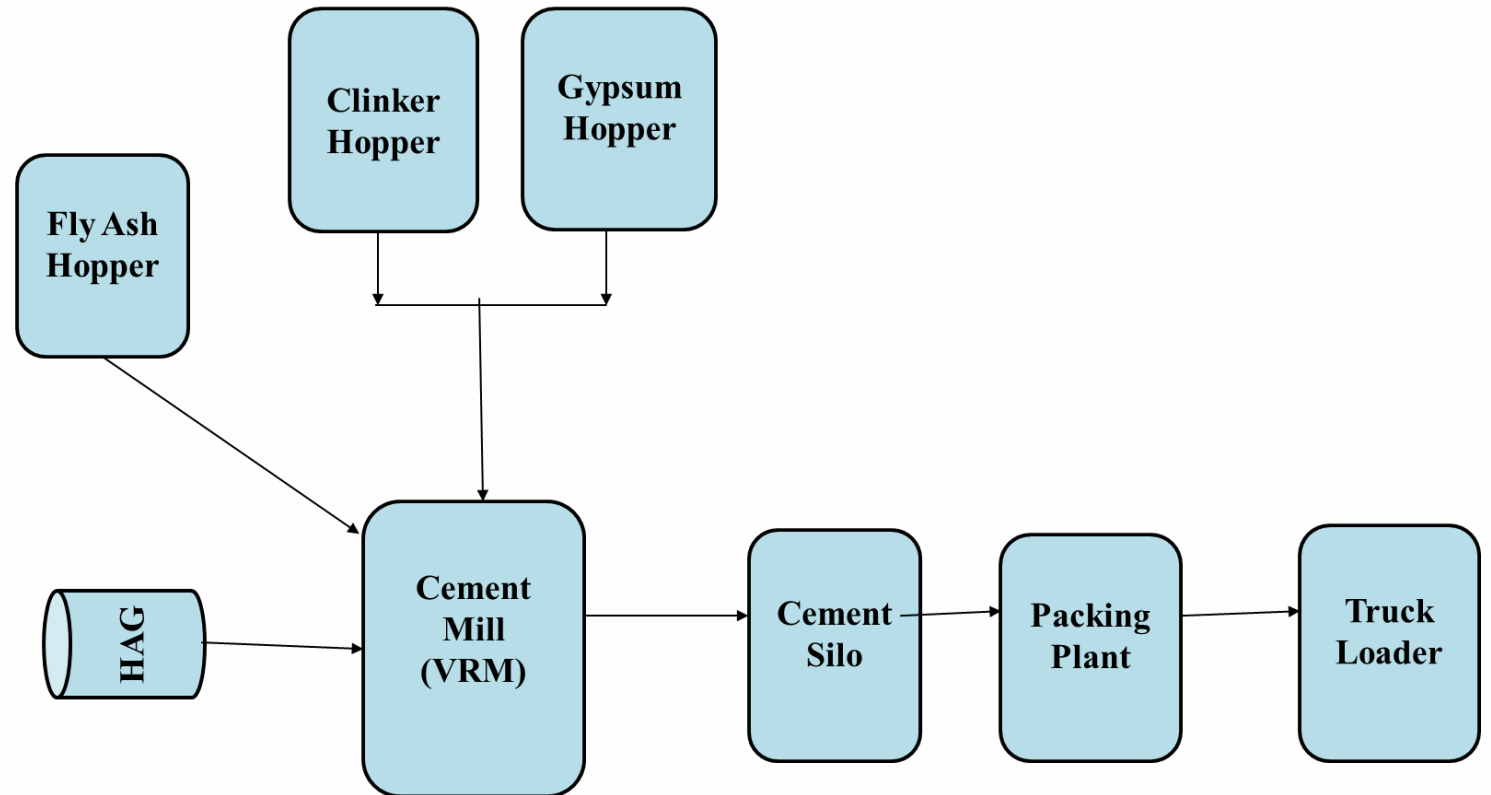 Clinker
Hopper
Gypsum
Hopper
Fly Ash
Hopper
HAG
Cement
Mill
(VRM)
Cement
Silo
Packing
Plant
Truck
Loader